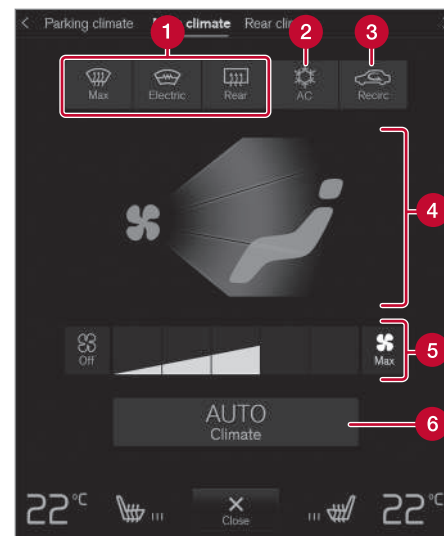 Parking climate climate Rear
1 2 3
Max Electric Rear AC Recirc
4
Off Max
5
AUTO
Climate
6
22°C Close 22°C